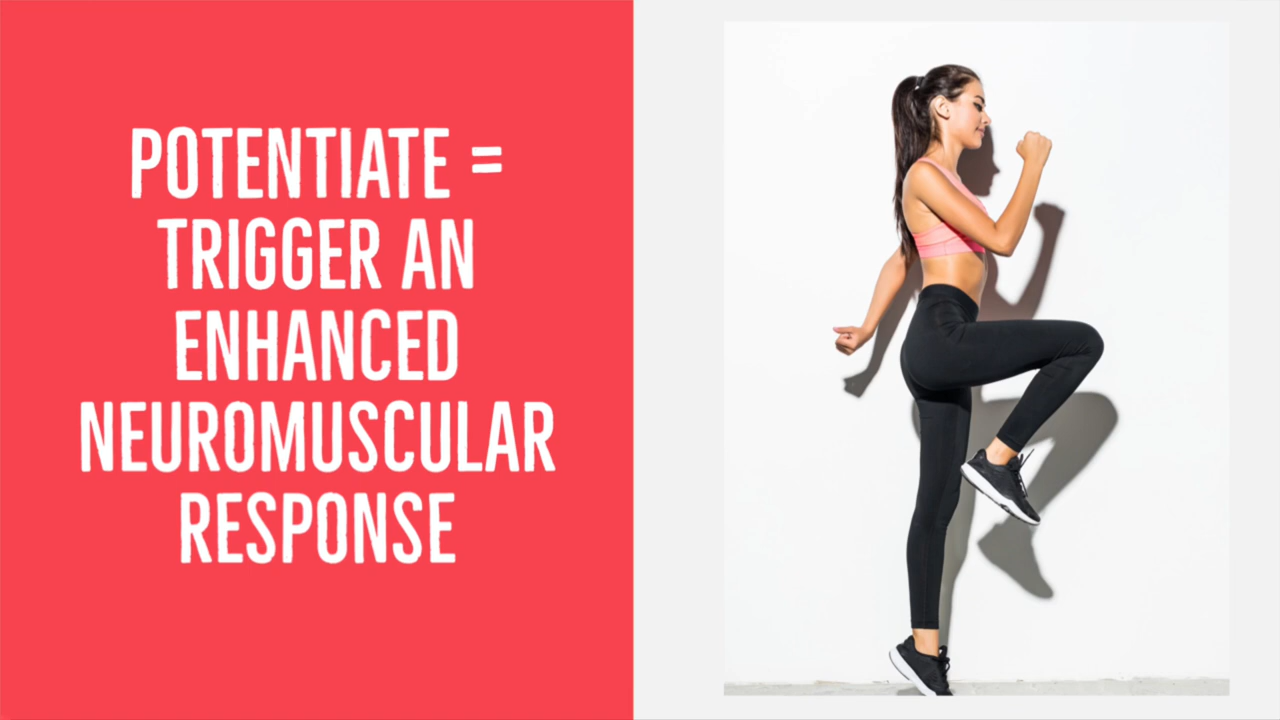 POTENTIATE =
TRIGGER AN
ENHANCED
NEUROMUSCULAR
RESPONSE